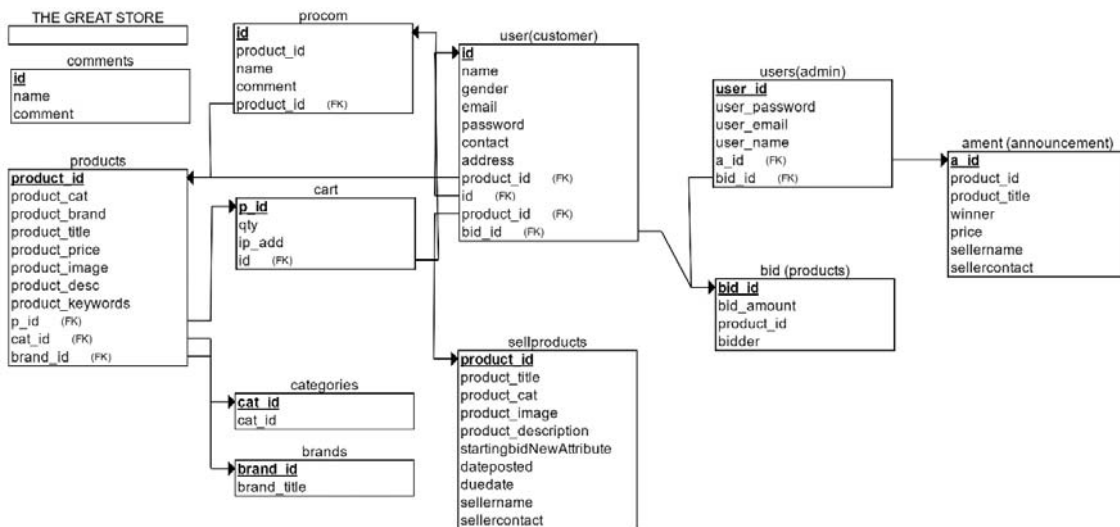 THE GREAT STORE
comments
id
name
comment
products
product_id
product_cat
product_brand
product_title
product_price
product_image
product_desc
product_keywords
p_id (FK)
cat_id (FK)
brand_id (FK)
procom
id
product_id
name
comment
product_id (FK)
cart
p_id
qty
ip_add
id (FK)
categories
cat_id
cat_id
brands
brand_id
brand_title
user(customer)
id
name
gender
email
password
contact
address
product_id (FK)
id (FK)
product_id (FK)
bid_id (FK)
sellproducts
product_id
product_title
product_cat
product_image
product_description
startingbidNewAttribute
dateposted
duedate
sellername
sellercontact
users(admin)
user_id
user_password
user_email
user_name
a_id (FK)
bid_id (FK)
bid (products)
bid_id
bid_amount
product_id
bidder
ament (announcement)
a_id
product_id
product_title
winner
price
sellername
sellercontact